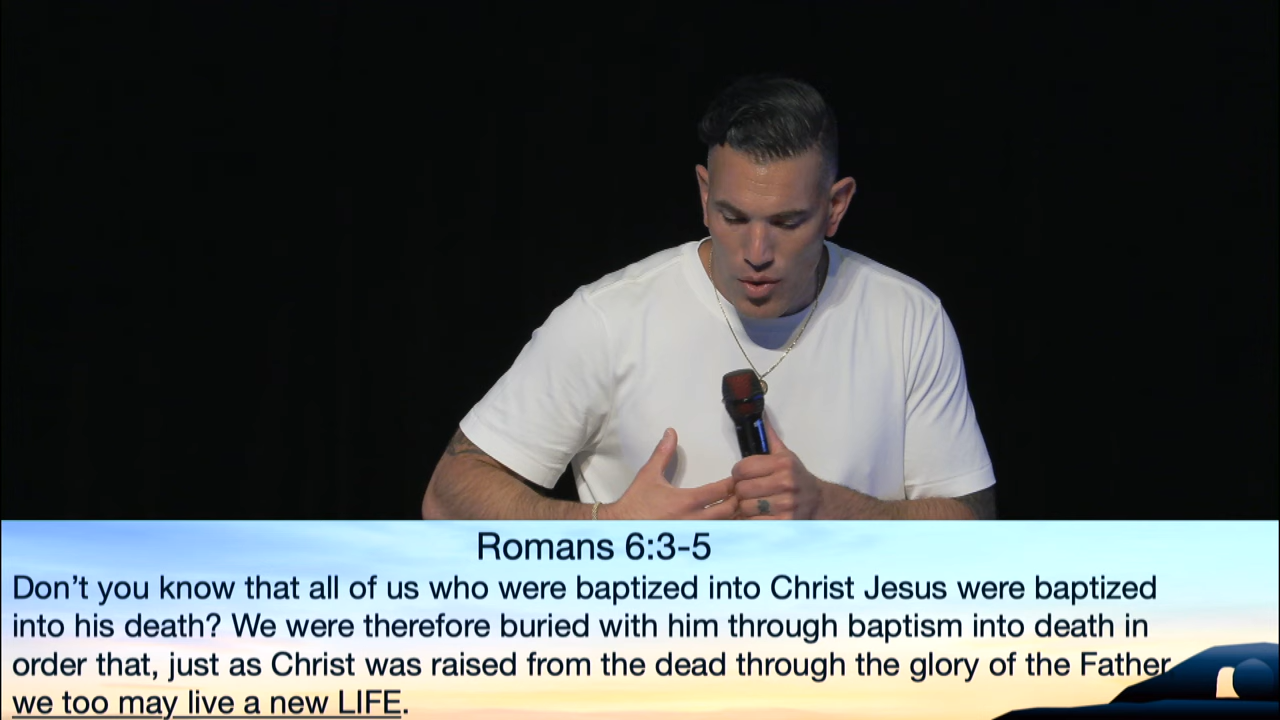 Romans 6:3-5
Don’t you know that all of us who were baptized into Christ Jesus were baptized
into his death? We were therefore buried with him through baptism into death in
order that, just as Christ was raised from the dead through the glory of the Father
we too may live a new LIFE.